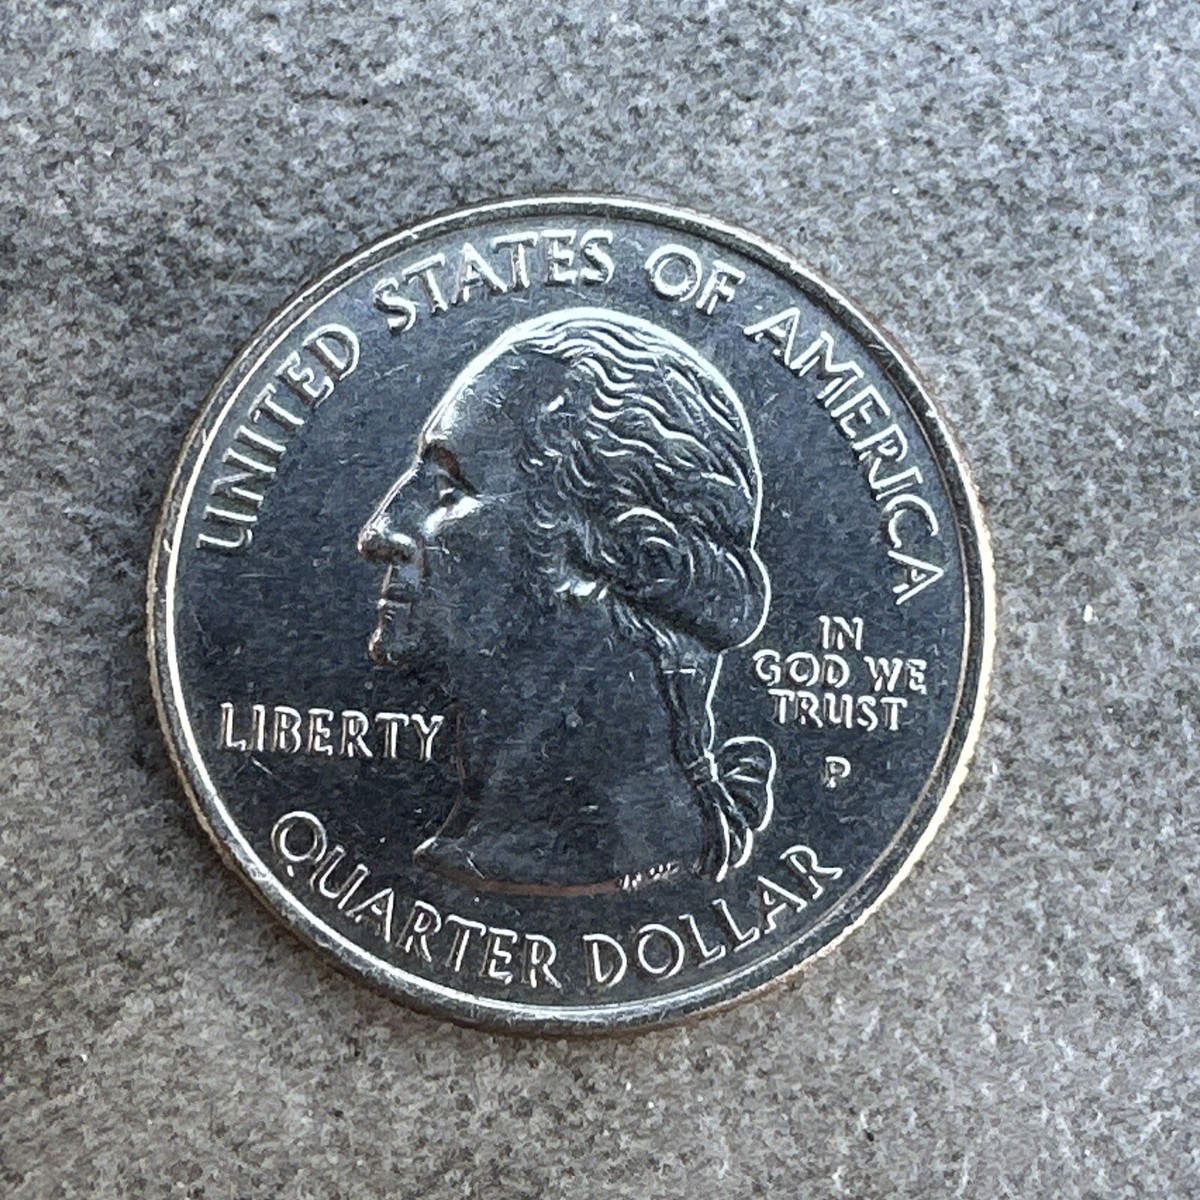 UNITED STATES OF AMERICA
LIBERTY
IN
GOD WE
TRUST
P
QUARTER DOLLAR